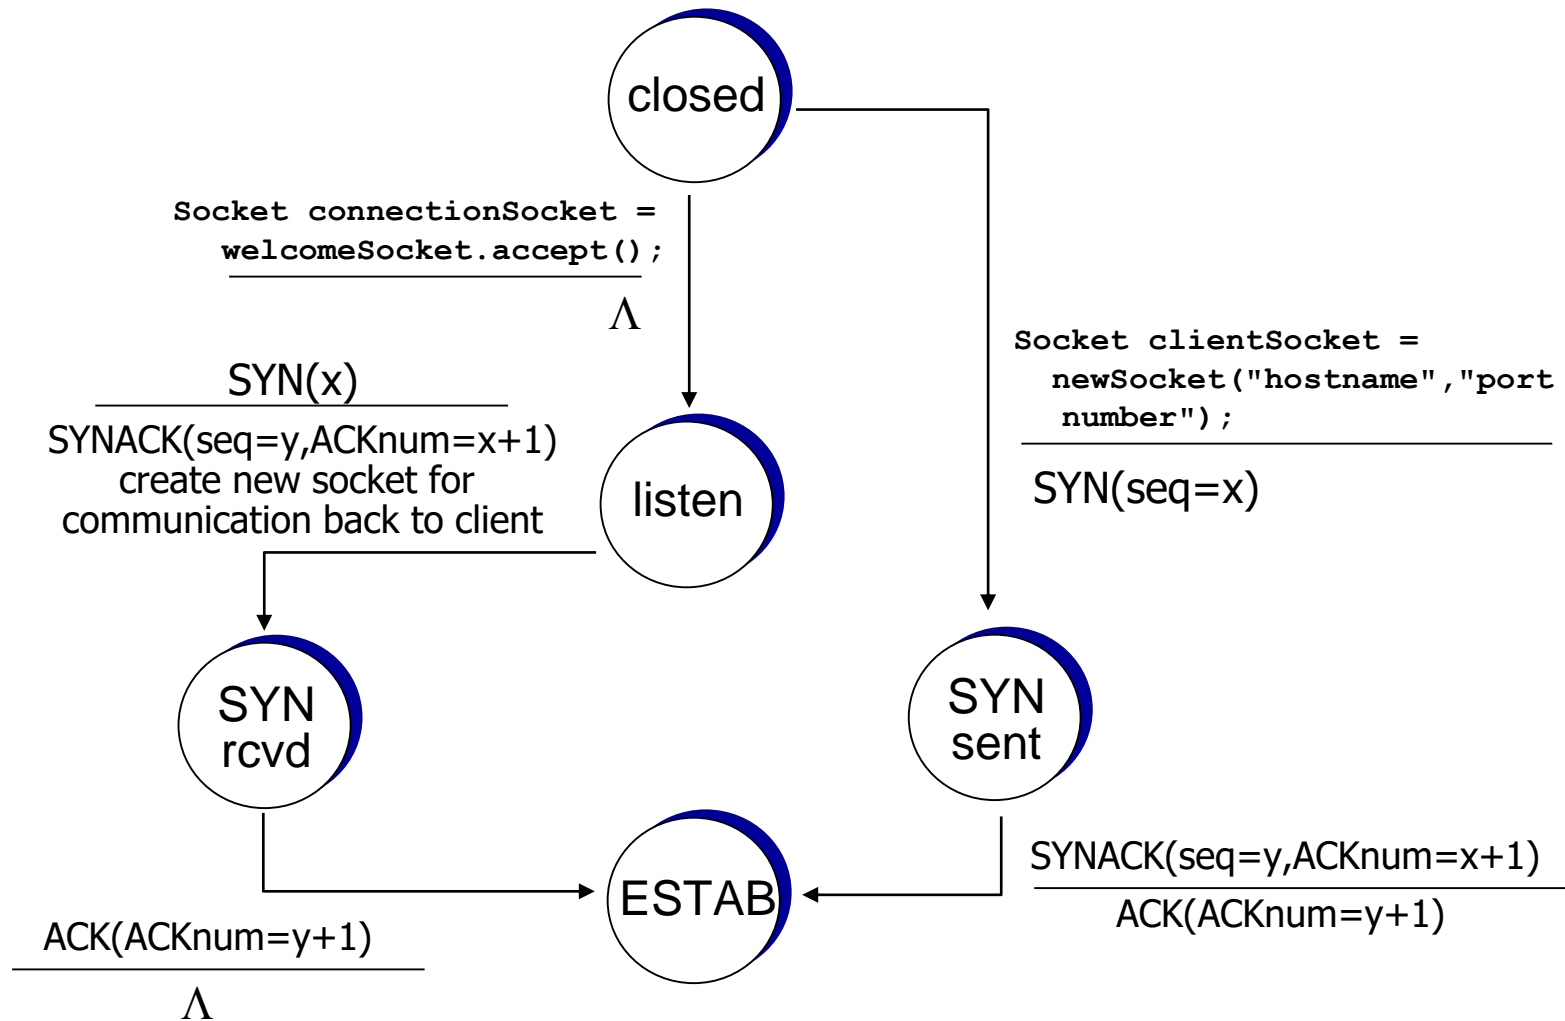 closed
Socket connectionSocket =
welcomeSocket.accept();
Λ
Socket clientSocket =
newSocket("hostname","port
number");
SYN(seq=x)
SYN(x)
SYNACK(seq=y,ACKnum=x+1)
create new socket for
communication back to client
listen
SYN
rcvd
SYN
sent
ESTAB
SYNACK(seq=y,ACKnum=x+1)
ACK(ACKnum=y+1)
ACK(ACKnum=y+1)
Λ